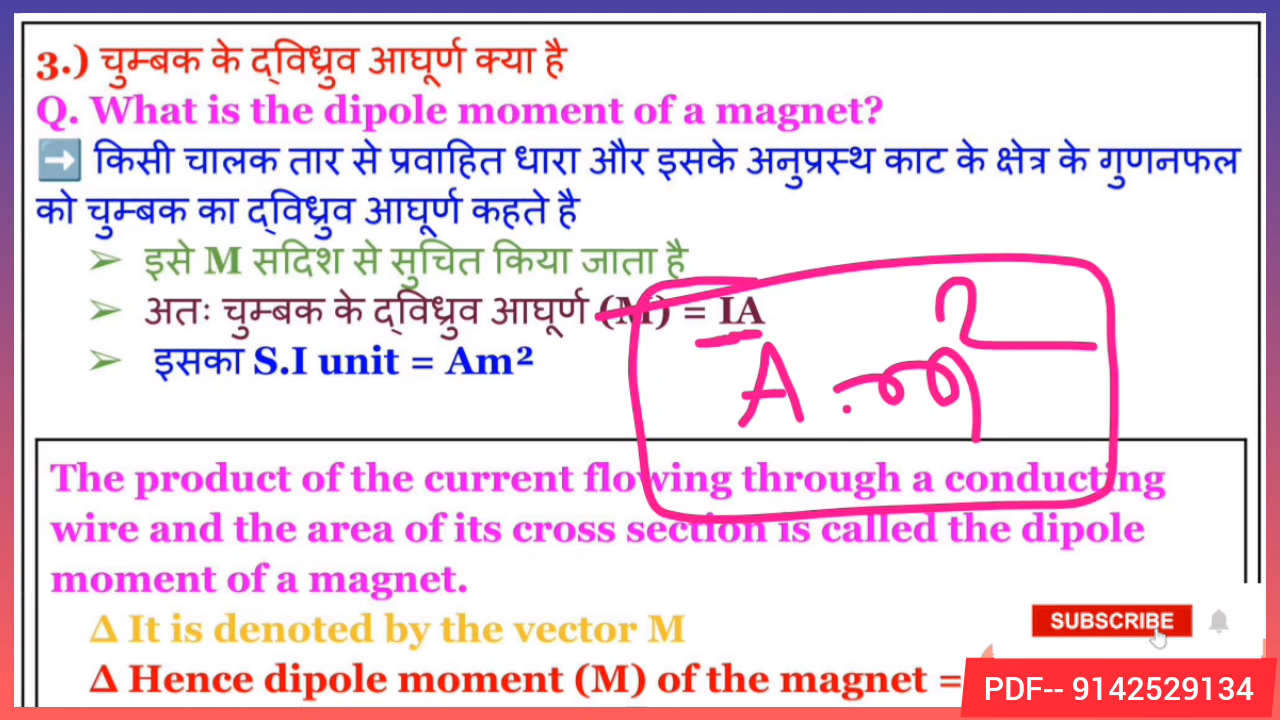 3.) चुम्बक के द्विध्रुव आघूर्ण क्या है
Q. What is the dipole moment of a magnet?
➡ किसी चालक तार से प्रवाहित धारा और इसके अनुप्रस्थ काट के क्षेत्र के गुणनफल
को चुम्बक का द्विध्रुव आघूर्ण कहते है
➢ इसे M सदिश से सुचित किया जाता है
➢ अतः चुम्बक के द्विध्रुव आघूर्ण (M) = IA
➢ इसका S.I unit = Am²
A.m²
The product of the current flowing through a conducting
wire and the area of its cross section is called the dipole
moment of a magnet.
Δ It is denoted by the vector M
Δ Hence dipole moment (M) of the magnet =
SUBSCRIBE
PDF-- 9142529134